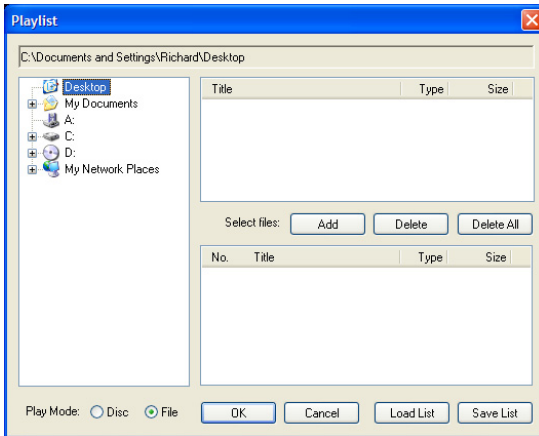 Playlist
C:\Documents and Settings\Richard\Desktop
Desktop
My Documents
A:
C:
D:
My Network Places
Title Type Size
Select files: Add Delete Delete All
No. Title Type Size
Play Mode: Disc File OK Cancel Load List Save List